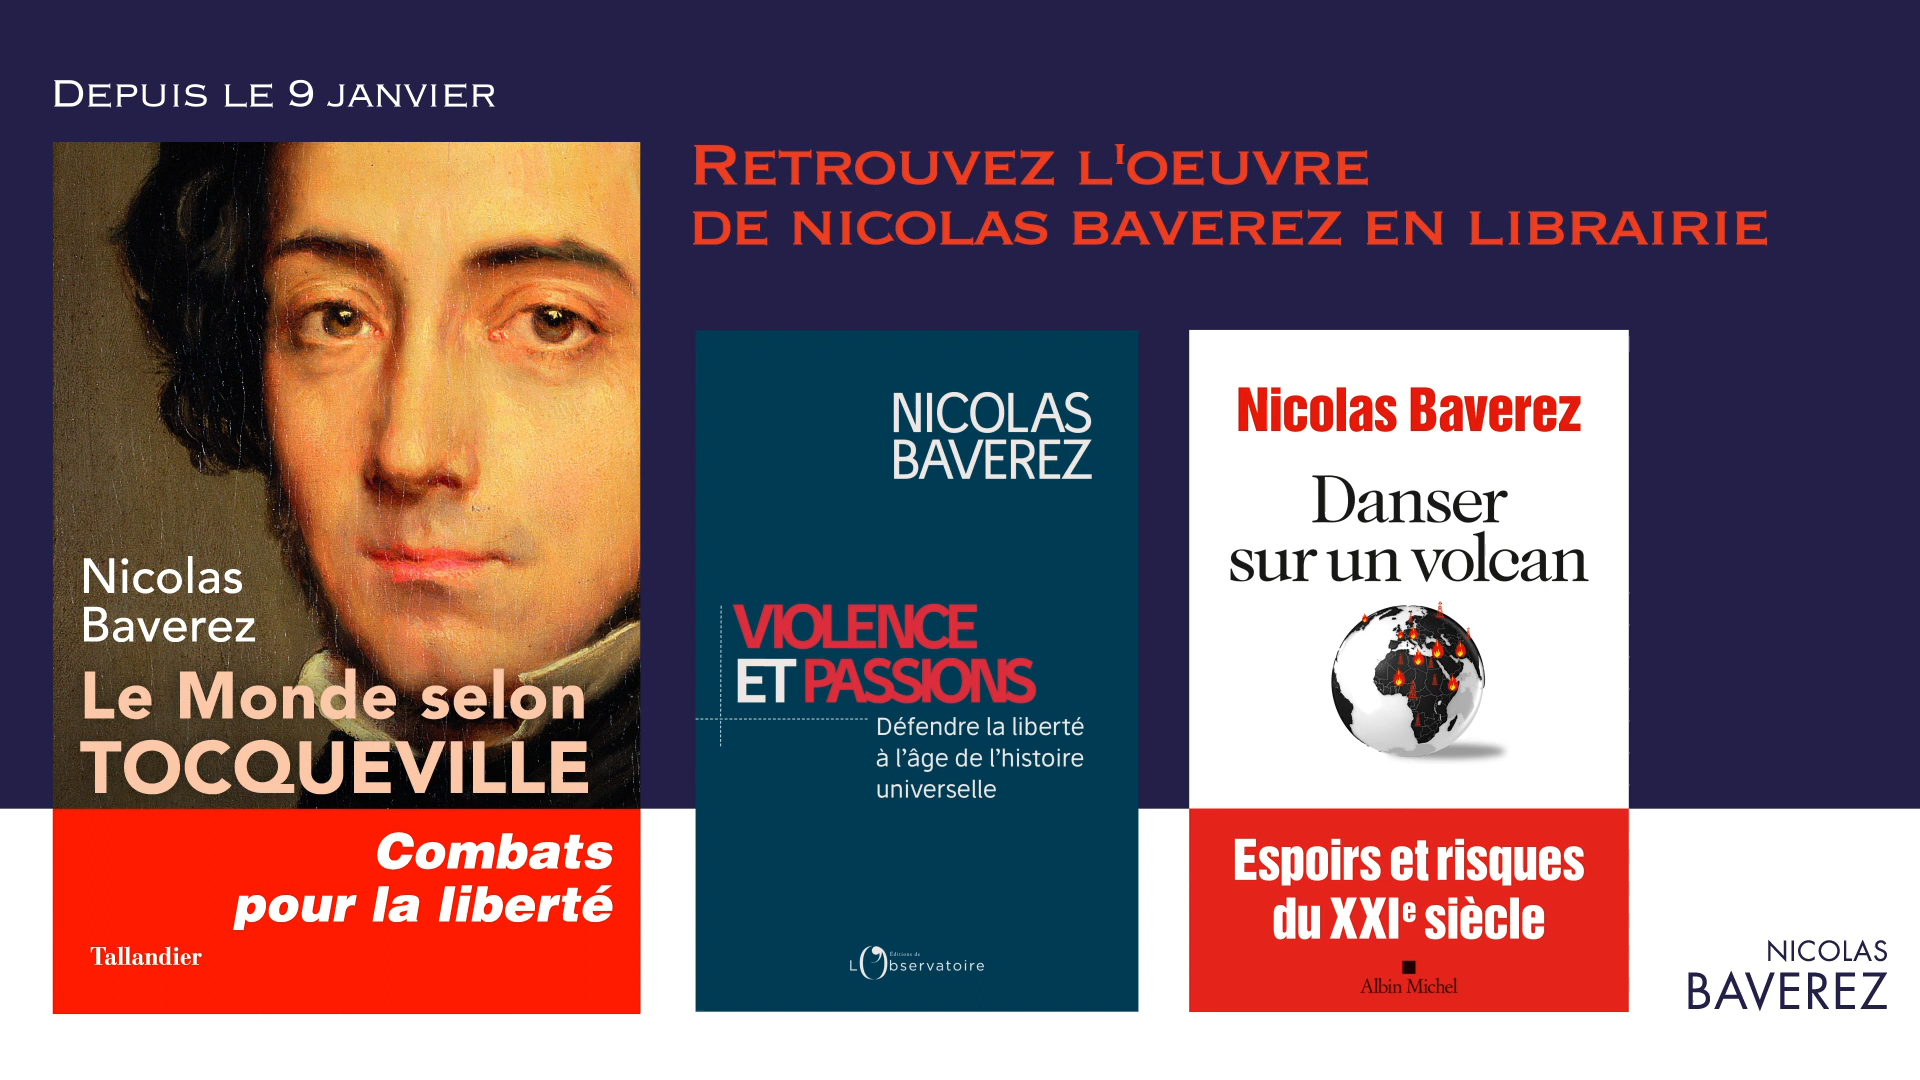 DEPUIS LE 9 JANVIER
RETROUVEZ L'OEUVRE
DE NICOLAS BAVEREZ EN LIBRAIRIE
Nicolas
Baverez
Le Monde selon
TOCQUEVILLE
Combats
pour la liberté
Tallandier
NICOLAS
BAVEREZ
VIOLENCE
ET PASSIONS
Défendre la liberté
à l'âge de l'histoire
universelle
Éditions de
L'Observatoire
Nicolas Baverez
Danser
sur un volcan
Espoirs et risques
du XXIe siècle
Albin Michel
NICOLAS
BAVEREZ